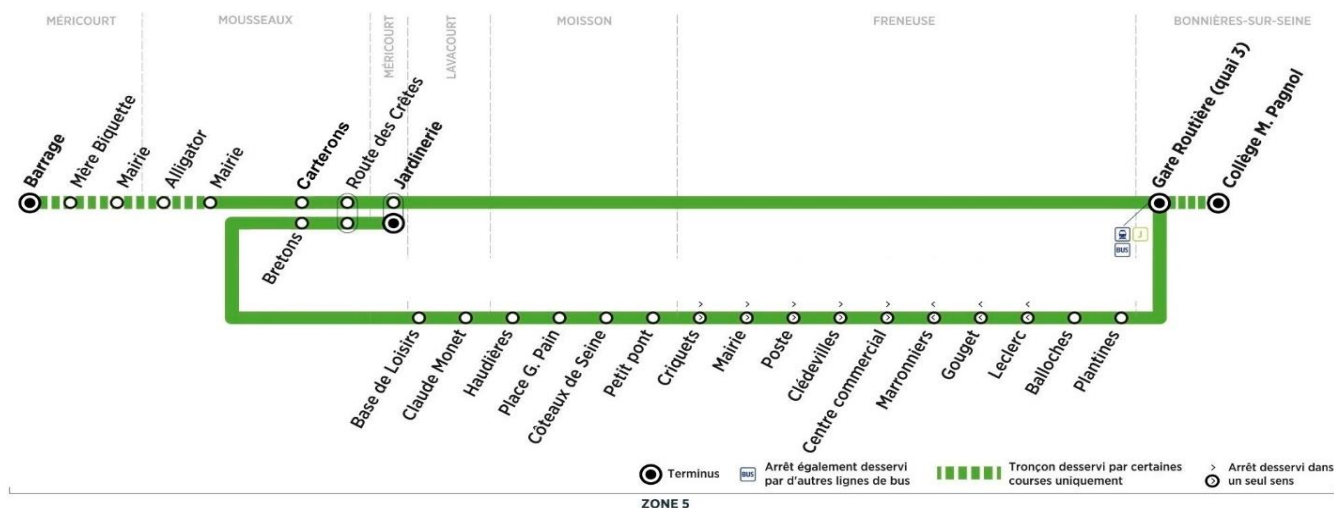 MÉRICOURT
MOUSSEAUX
MÉRICOURT
LAVACOURT
MOISSON
FRENEUSE
BONNIÈRES-SUR-SEINE
Barrage
Mère Biquette
Mairie
Alligator
Mairie
Carterons
Route des Crêtes
Jardinerie
Gare Routière (quai 3)
Collège M. Pagnol
Bretons
J
BUS
Base de Loisirs
Claude Monet
Haudières
Place G. Pain
Côteaux de Seine
Petit pont
Criquets
Mairie
Poste
Clédevilles
Centre commercial
Marronniers
Gouget
Leclerc
Balloches
Plantines
Terminus
BUS
Arrêt également desservi
par d'autres lignes de bus
Tronçon desservi par certaines
courses uniquement
Arrêt desservi dans
un seul sens
ZONE 5